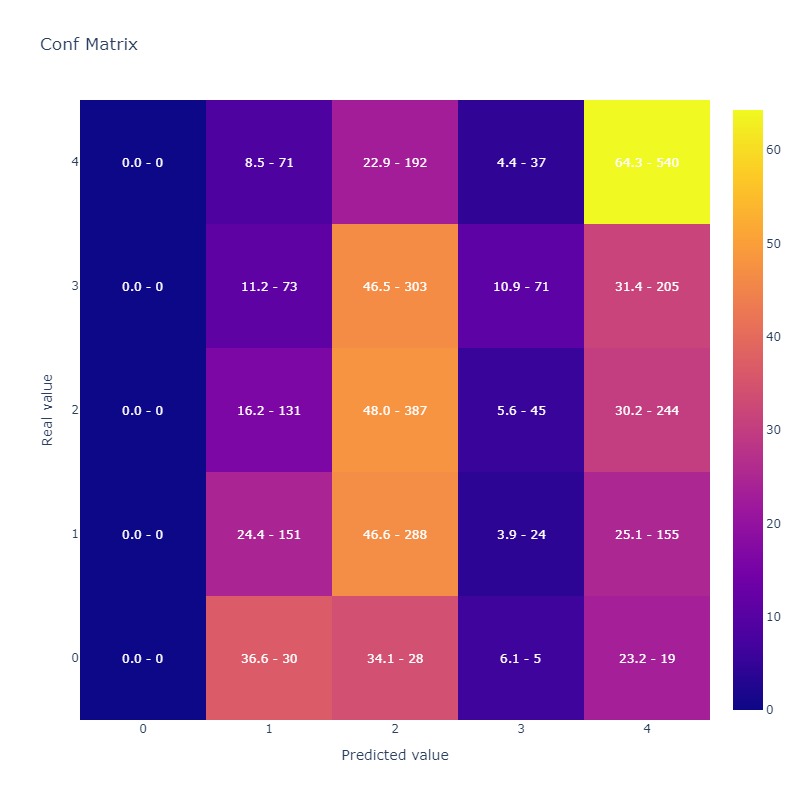 Conf Matrix
4
0.0 - 0
8.5 - 71
22.9 - 192
4.4 - 37
64.3 - 540
3
0.0 - 0
11.2 - 73
46.5 - 303
10.9 - 71
31.4 - 205
2
0.0 - 0
16.2 - 131
48.0 - 387
5.6 - 45
30.2 - 244
1
0.0 - 0
24.4 - 151
46.6 - 288
3.9 - 24
25.1 - 155
0
0.0 - 0
36.6 - 30
34.1 - 28
6.1 - 5
23.2 - 19
Real value
0
1
2
3
4
Predicted value
60
50
40
30
20
10
0